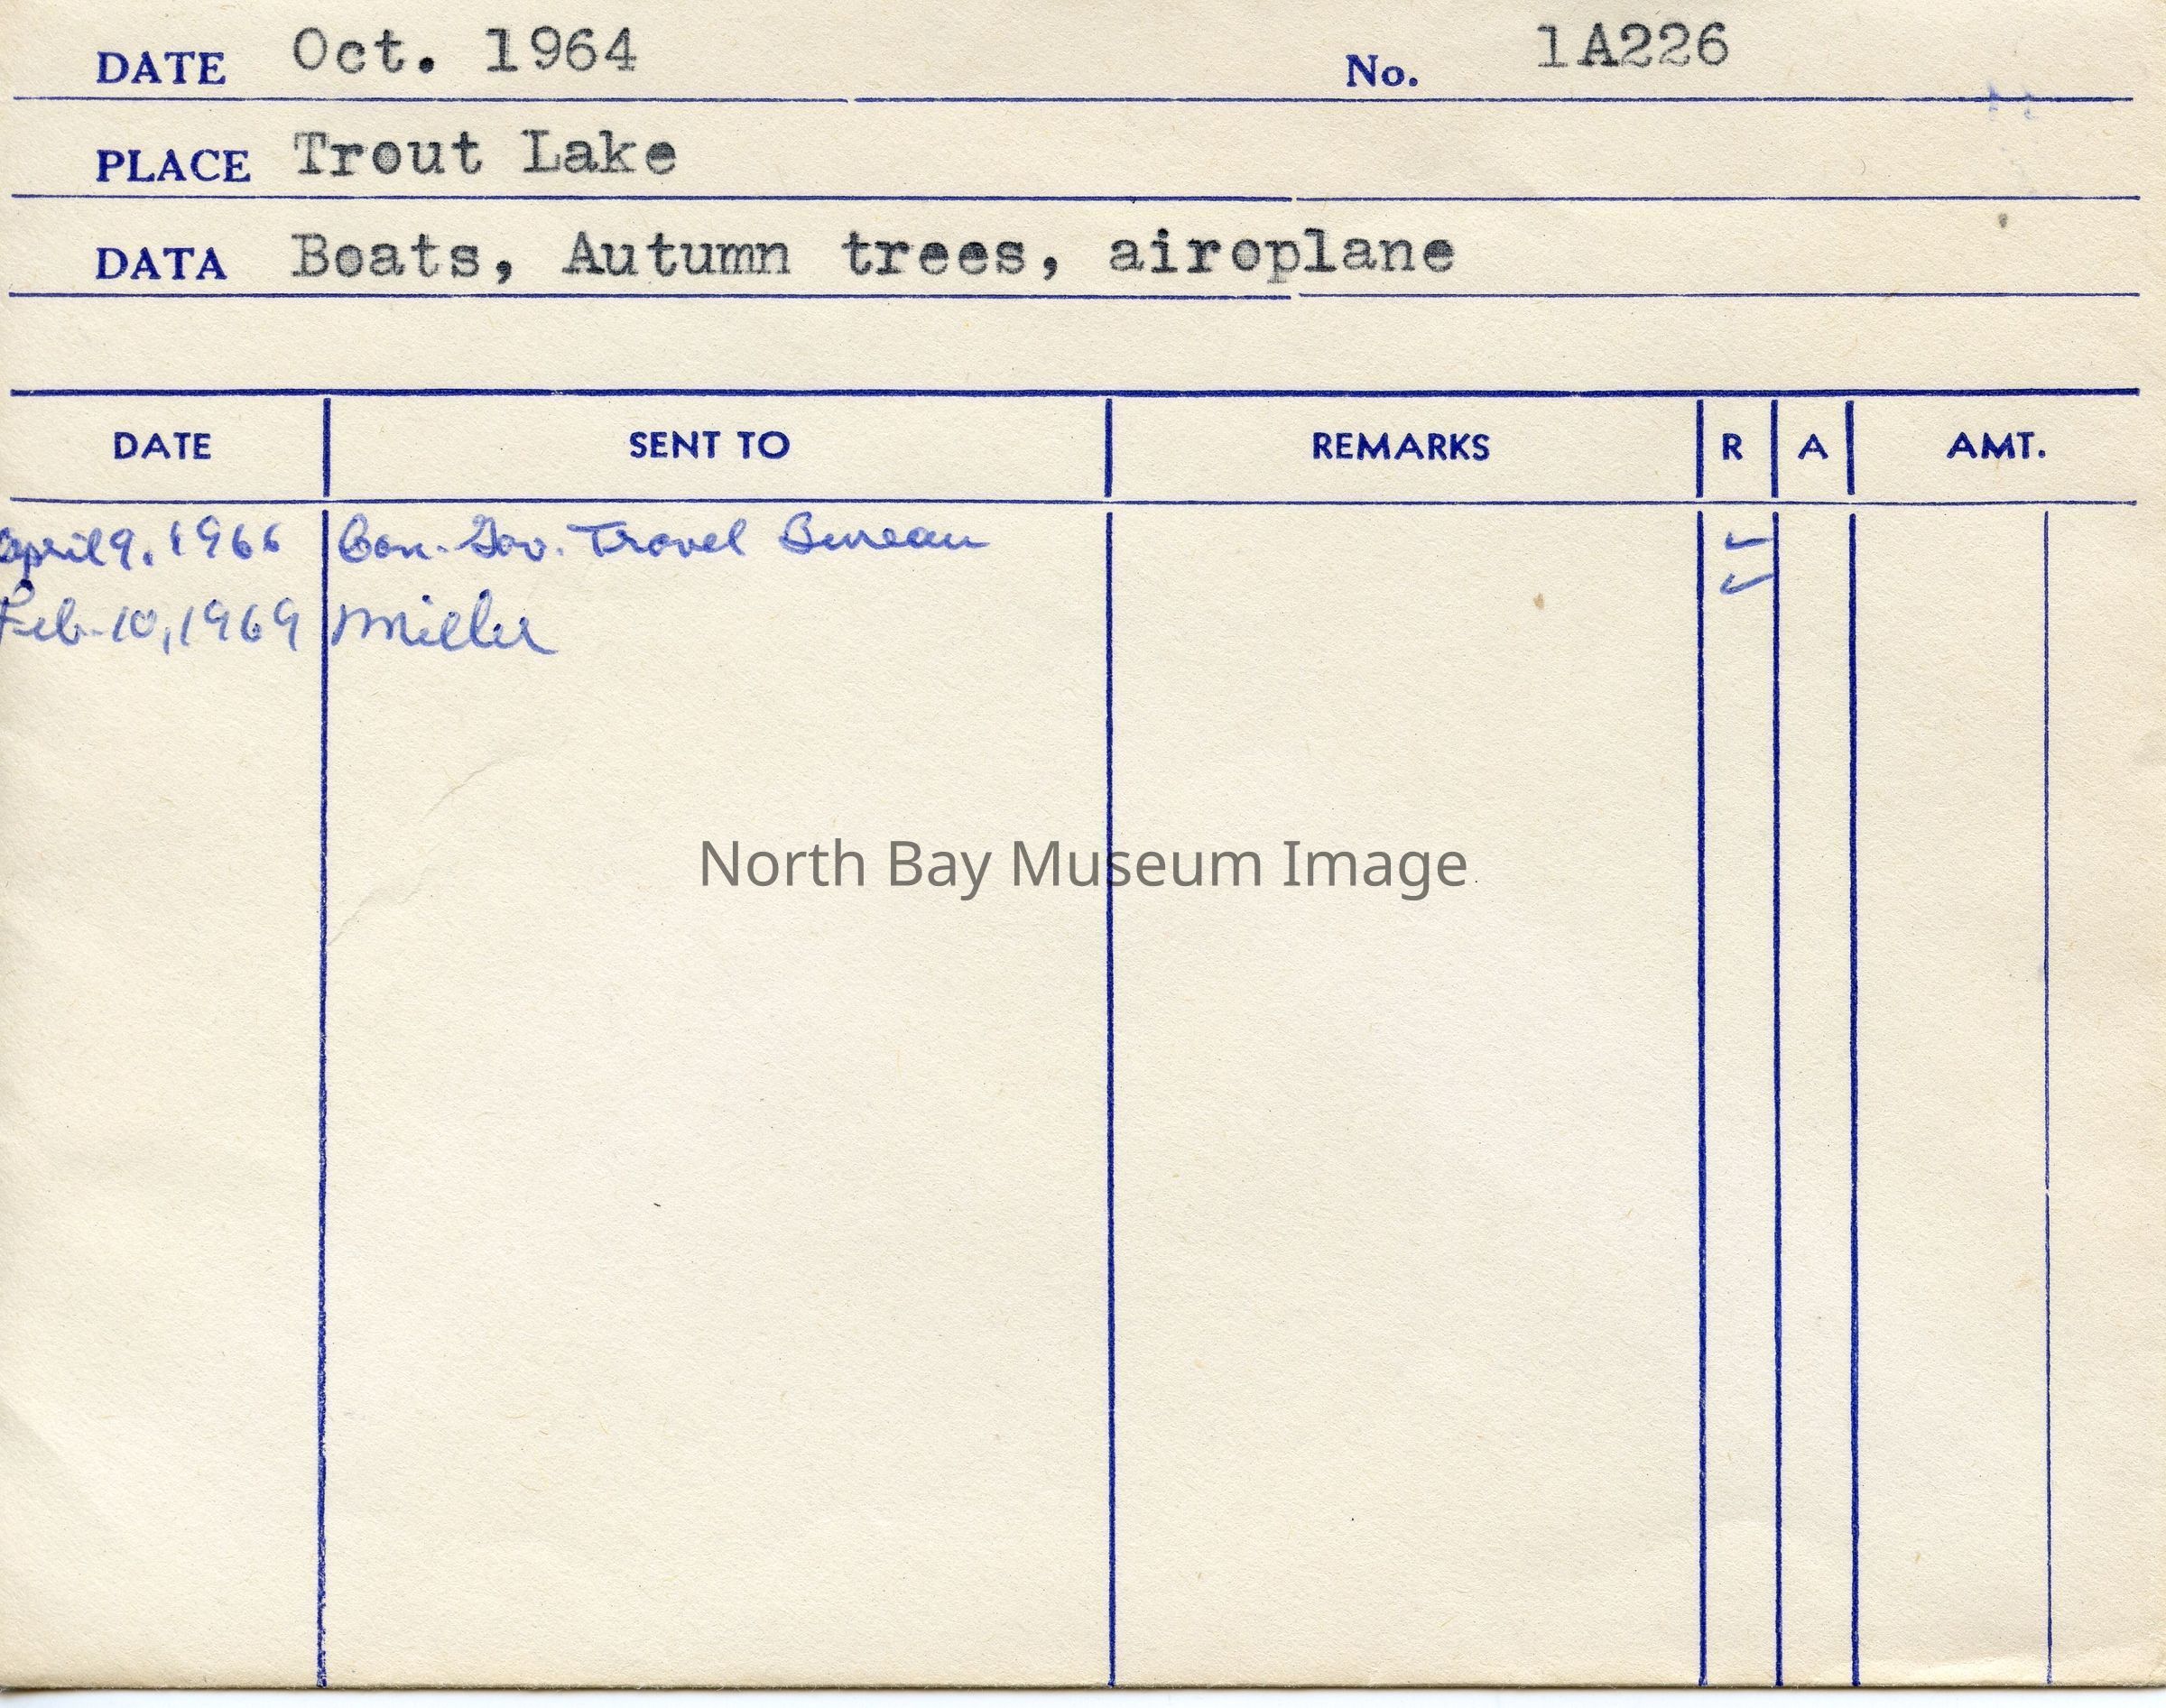 DATE Oct. 1964 No. 1A226
PLACE Trout Lake
DATA Boats, Autumn trees, airoplane
DATE SENT TO REMARKS R A AMT.
April 9, 1966 Can. Gov. Travel Bureau ✓
Feb. 10, 1969 Miller ✓
North Bay Museum Image